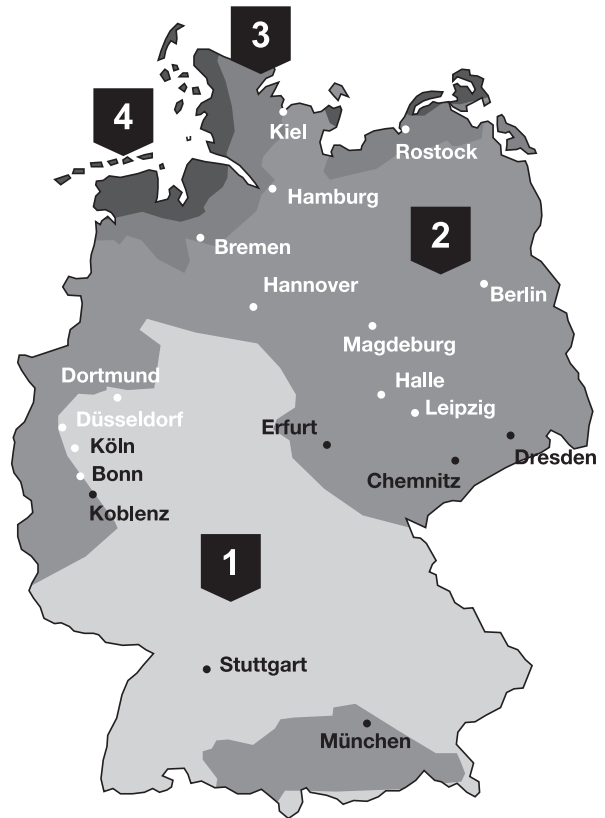 3
4
Kiel
Rostock
Hamburg
2
Bremen
Hannover
Berlin
Magdeburg
Dortmund
Halle
Leipzig
Düsseldorf
Erfurt
Köln
Dresden
Bonn
Chemnitz
Koblenz
1
Stuttgart
München